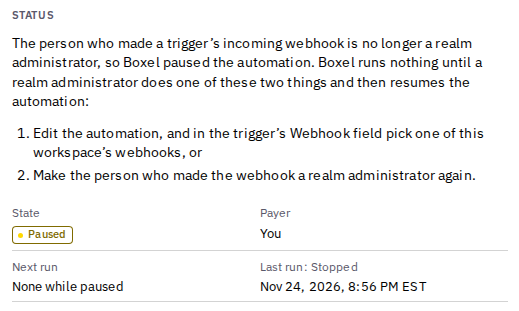 STATUS
The person who made a trigger's incoming webhook is no longer a realm
administrator, so Boxel paused the automation. Boxel runs nothing until a
realm administrator does one of these two things and then resumes the
automation:
1. Edit the automation, and in the trigger's Webhook field pick one of this
workspace's webhooks, or
2. Make the person who made the webhook a realm administrator again.
State
Payer
Paused
You
Next run
Last run: Stopped
None while paused
Nov 24, 2026, 8:56 PM EST